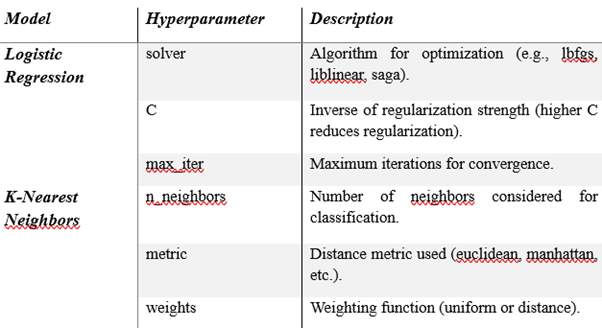 Model Hyperparameter Description
Logistic solver Algorithm for optimization (e.g., lbfgs,
Regression liblinear, saga).
C Inverse of regularization strength (higher C
reduces regularization).
max_iter Maximum iterations for convergence.
K-Nearest n_neighbors Number of neighbors considered for
Neighbors classification.
metric Distance metric used (euclidean, manhattan,
etc.).
weights Weighting function (uniform or distance).